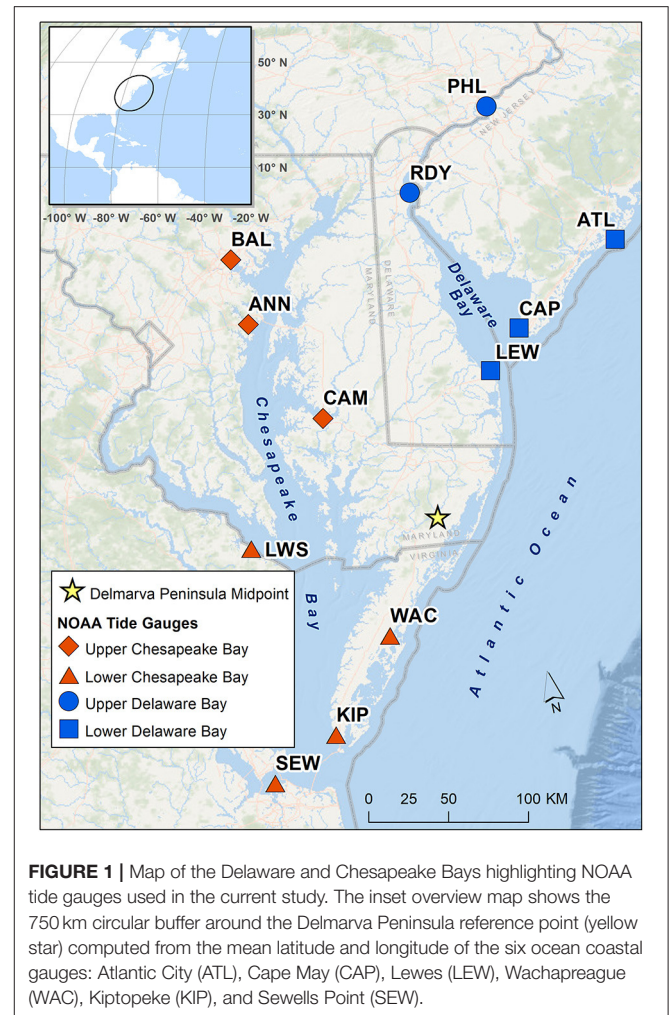 50° N
30° N
10° N
-100° W -80° W -60° W -40° W -20° W
PHL
NEW JERSEY
RDY
ATL
BAL
Delaware
Bay
DELAWARE
MARYLAND
ANN
CAP
LEW
CAM
Chesapeake
Atlantic Ocean
MARYLAND
VIRGINIA
LWS
Bay
Delmarva Peninsula Midpoint
NOAA Tide Gauges
Upper Chesapeake Bay
Lower Chesapeake Bay
Upper Delaware Bay
Lower Delaware Bay
WAC
N
KIP
SEW
0 25 50 100 KM
FIGURE 1 | Map of the Delaware and Chesapeake Bays highlighting NOAA
tide gauges used in the current study. The inset overview map shows the
750 km circular buffer around the Delmarva Peninsula reference point (yellow
star) computed from the mean latitude and longitude of the six ocean coastal
gauges: Atlantic City (ATL), Cape May (CAP), Lewes (LEW), Wachapreague
(WAC), Kiptopeke (KIP), and Sewells Point (SEW).